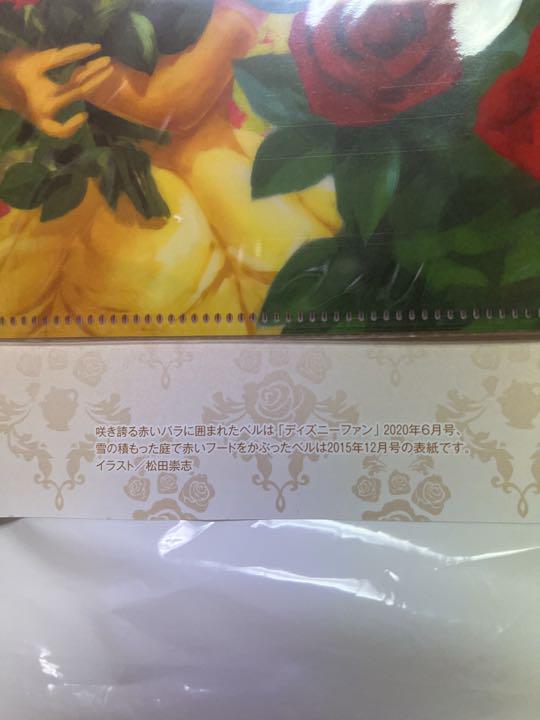 咲き誇る赤いバラに囲まれたベルは「ディズニーファン」2020年6月号、
雪の積もった庭で赤いフードをかぶったベルは2015年12月号の表紙です。
イラスト／松田崇志